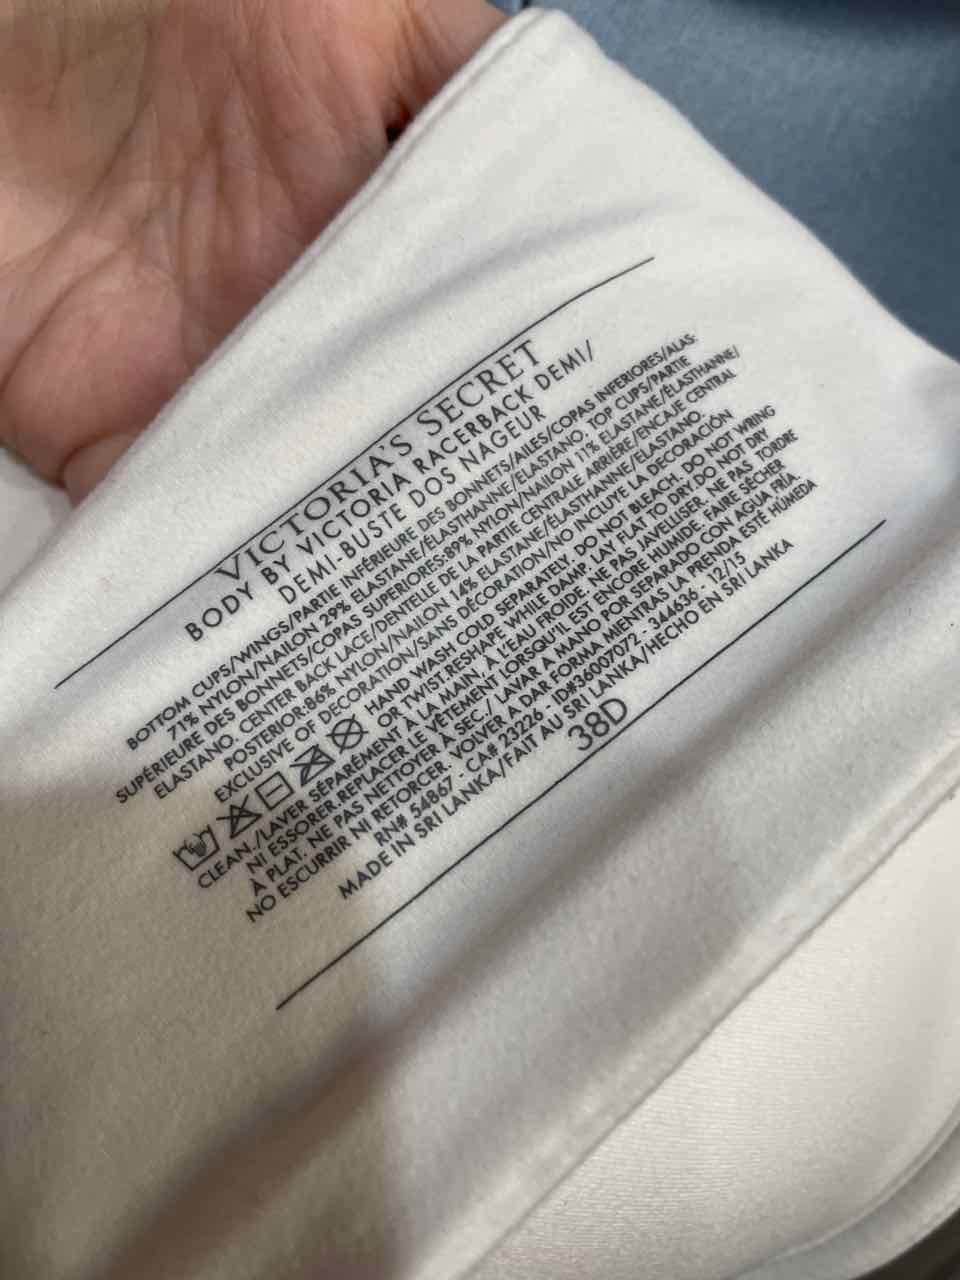 VICTORIA'S SECRET
BODY BY VICTORIA RACERBACK DEMI/
DEMI-BUSTE DOS NAGEUR
BOTTOM CUPS/WINGS/PARTIE INFÉRIEURE DES BONNETS/AILES/COPAS INFERIORES/ALAS:
71% NYLON/NAILON 29% ELASTANE/ÉLASTHANNE/ELASTANO. TOP CUPS/PARTIE
SUPÉRIEURE DES BONNETS/COPAS SUPERIORES:89% NYLON/NAILON 11% ELASTANE/ÉLASTHANNE/
ELASTANO. CENTER BACK LACE/DENTELLE DE LA PARTIE CENTRALE ARRIÈRE/ENCAJE CENTRAL
POSTERIOR:86% NYLON/NAILON 14% ELASTANE/ÉLASTHANNE/ELASTANO.
EXCLUSIVE OF DECORATION/SANS DÉCORATION/NO INCLUYE LA DECORACIÓN
HAND WASH COLD SEPARATELY. DO NOT BLEACH. DO NOT WRING
OR TWIST.RESHAPE WHILE DAMP. LAY FLAT TO DRY.DO NOT DRY
CLEAN./LAVER SÉPARÉMENT À LA MAIN, À L'EAU FROIDE. NE PAS JAVELLISER. NE PAS TORDRE
NI ESSORER.REPLACER LE VÊTEMENT LORSQU'IL EST ENCORE HUMIDE. FAIRE SÉCHER
À PLAT. NE PAS NETTOYER À SEC./ LAVAR A MANO POR SEPARADO CON AGUA FRÍA.
NO ESCURRIR NI RETORCER. VOLVER A DAR FORMA MIENTRAS LA PRENDA ESTÉ HÚMEDA
RN# 54867 - CA# 23226 - ID#36007072 - 344636 - 12/15
MADE IN SRI LANKA/FAIT AU SRI LANKA/HECHO EN SRI LANKA
38D